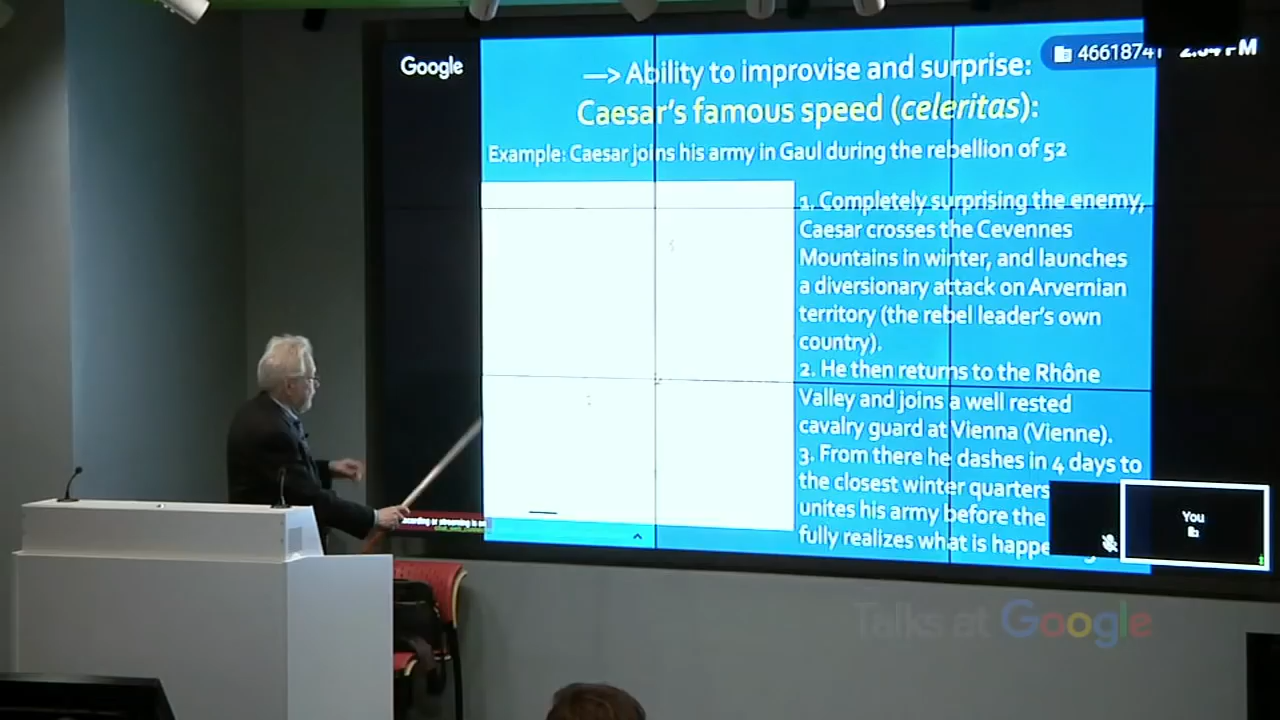 Google
—> Ability to improvise and surprise:
Caesar's famous speed (celeritas):
Example: Caesar joins his army in Gaul during the rebellion of 52
1. Completely surprising the enemy,
Caesar crosses the Cevennes
Mountains in winter, and launches
a diversionary attack on Arvernian
territory (the rebel leader's own
country).
2. He then returns to the Rhône
Valley and joins a well rested
cavalry guard at Vienna (Vienne).
3. From there he dashes in 4 days to
the closest winter quarters
unites his army before the
fully realizes what is happe
46618741
PM
You
Talks at Google